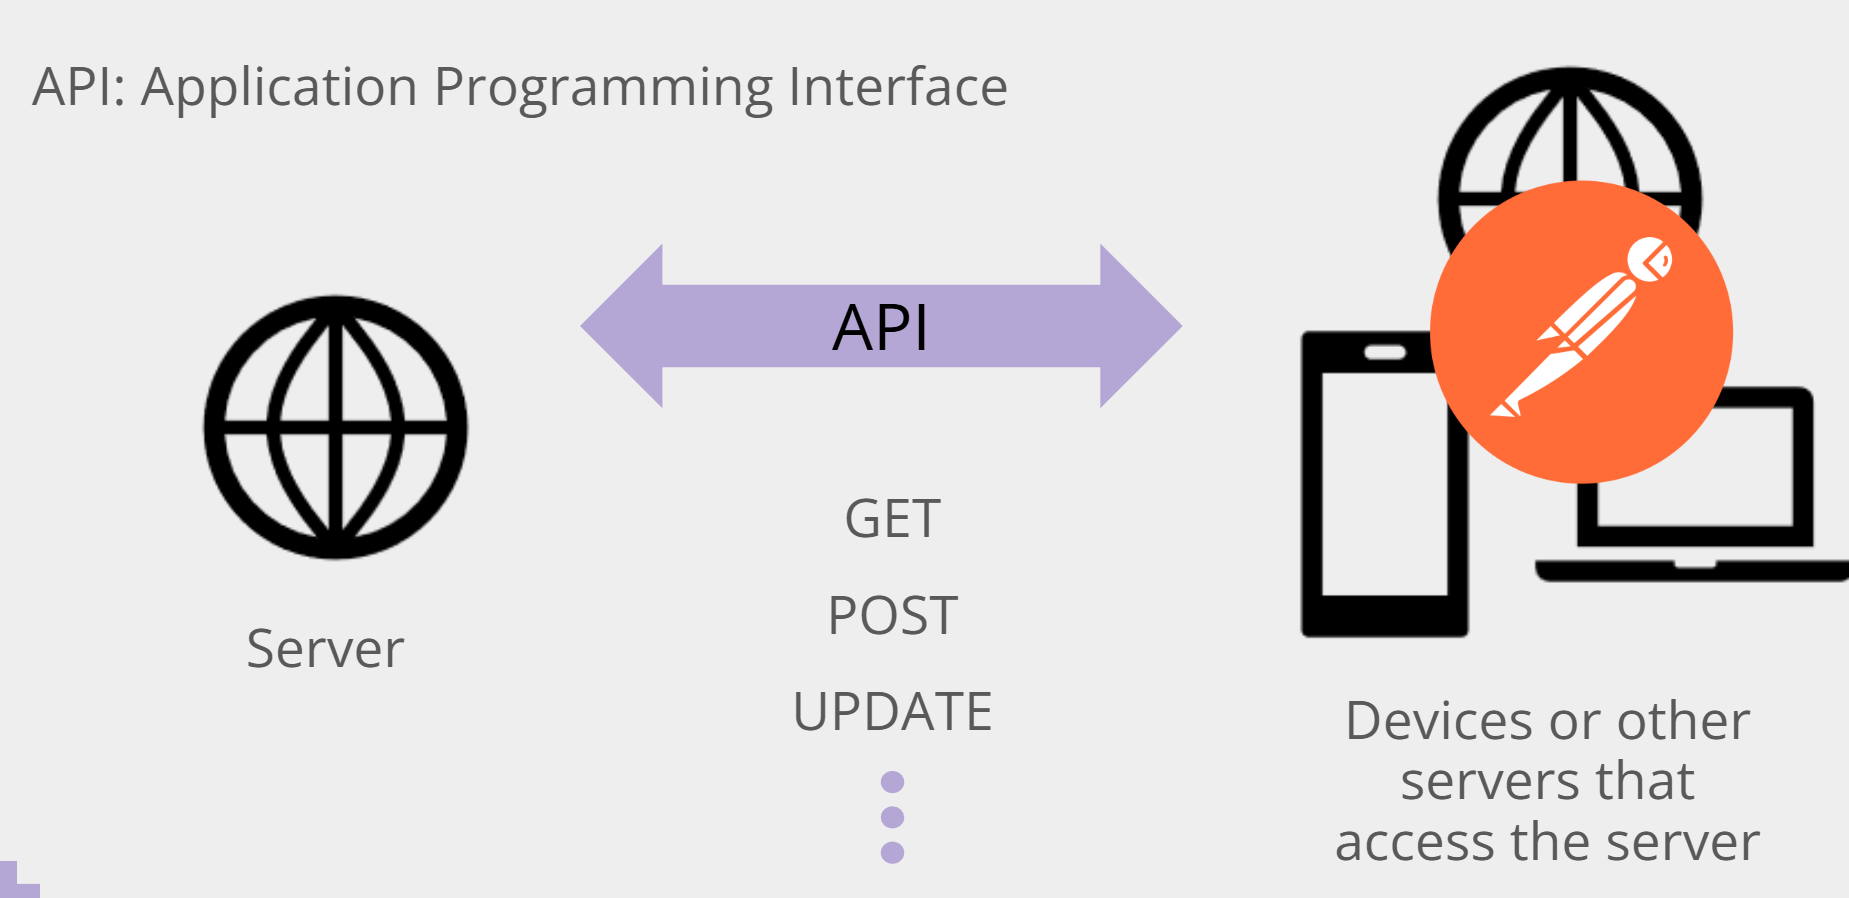 API: Application Programming Interface
API
GET
POST
UPDATE
Server
Devices or other
servers that
access the server